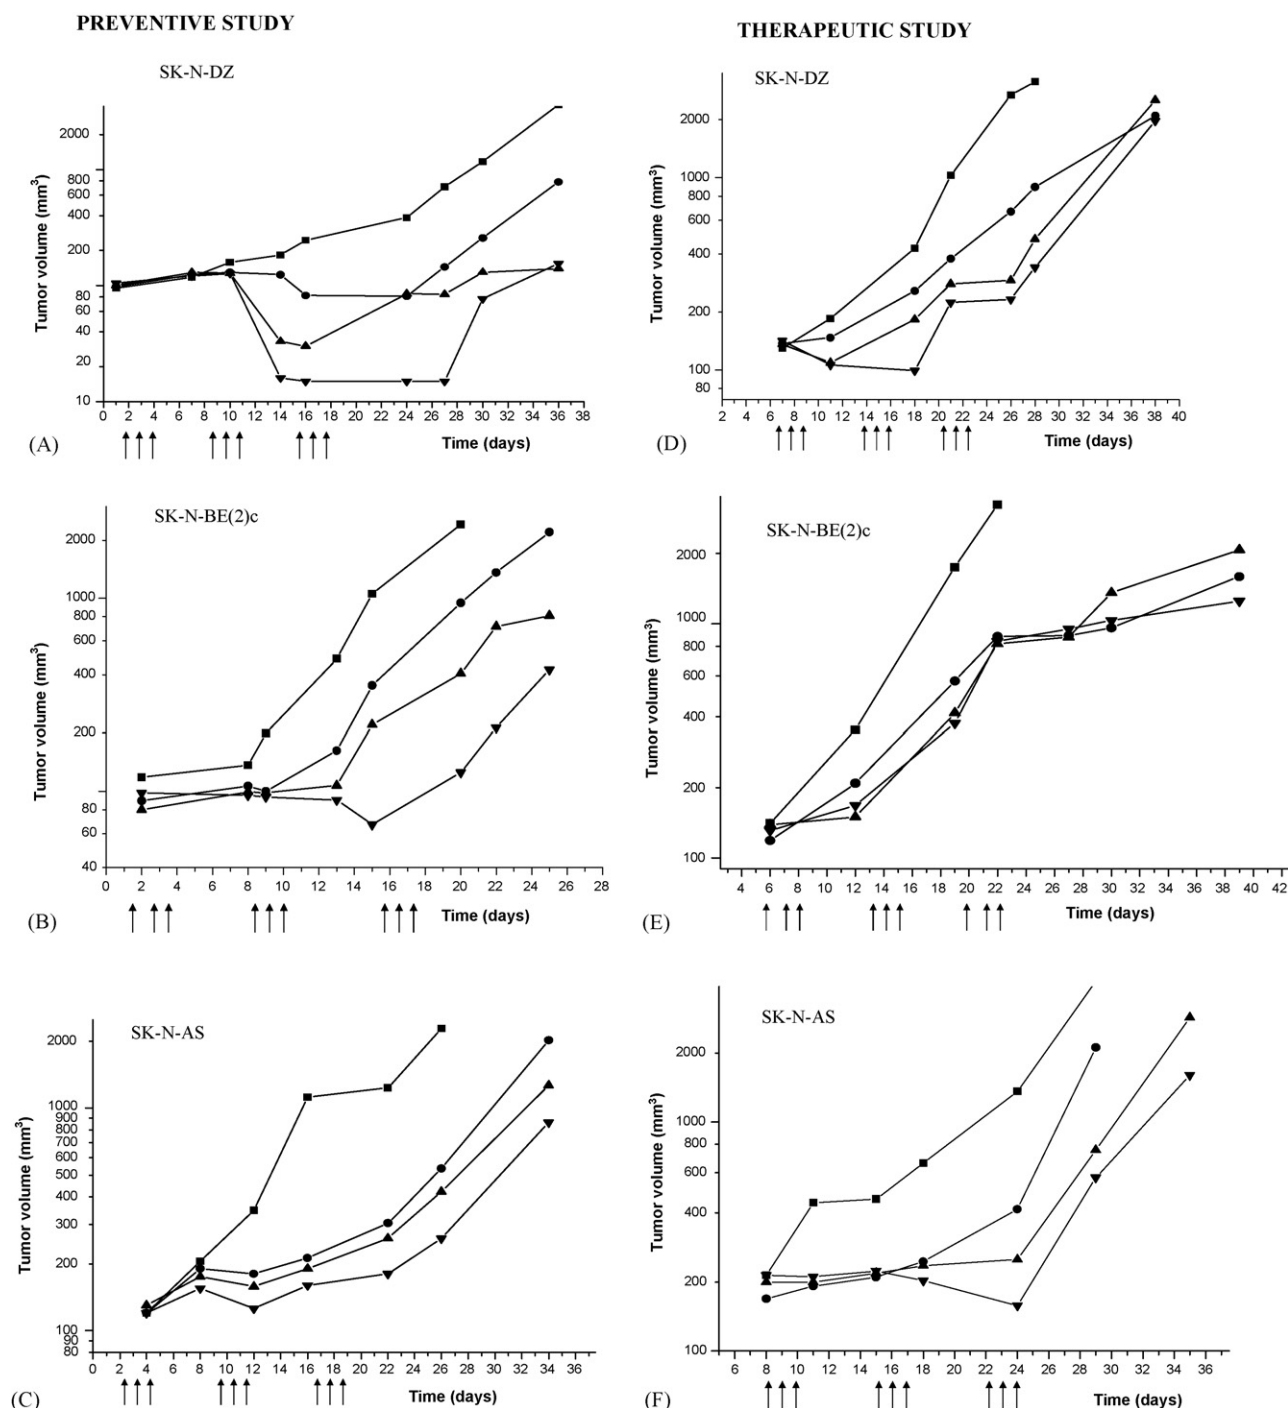 PREVENTIVE STUDY
THERAPEUTIC STUDY
SK-N-DZ
Tumor volume (mm³)
2000
800
600
400
200
80
60
40
20
10
0 2 4 6 8 10 12 14 16 18 20 22 24 26 28 30 32 34 36 38
Time (days)
(A)
SK-N-DZ
Tumor volume (mm³)
2000
1000
800
600
400
200
100
80
2 4 6 8 10 12 14 16 18 20 22 24 26 28 30 32 34 36 38 40
Time (days)
(D)
SK-N-BE(2)c
Tumor volume (mm³)
2000
1000
800
600
400
200
80
60
40
0 2 4 6 8 10 12 14 16 18 20 22 24 26 28
Time (days)
(B)
SK-N-BE(2)c
Tumor volume (mm³)
2000
1000
800
600
400
200
100
4 6 8 10 12 14 16 18 20 22 24 26 28 30 32 34 36 38 40 42
Time (days)
(E)
SK-N-AS
Tumor volume (mm³)
2000
1000
900
800
700
600
500
400
300
200
100
90
80
0 2 4 6 8 10 12 14 16 18 20 22 24 26 28 30 32 34 36
Time (days)
(C)
SK-N-AS
Tumor volume (mm³)
2000
1000
800
600
400
200
100
6 8 10 12 14 16 18 20 22 24 26 28 30 32 34 36
Time (days)
(F)